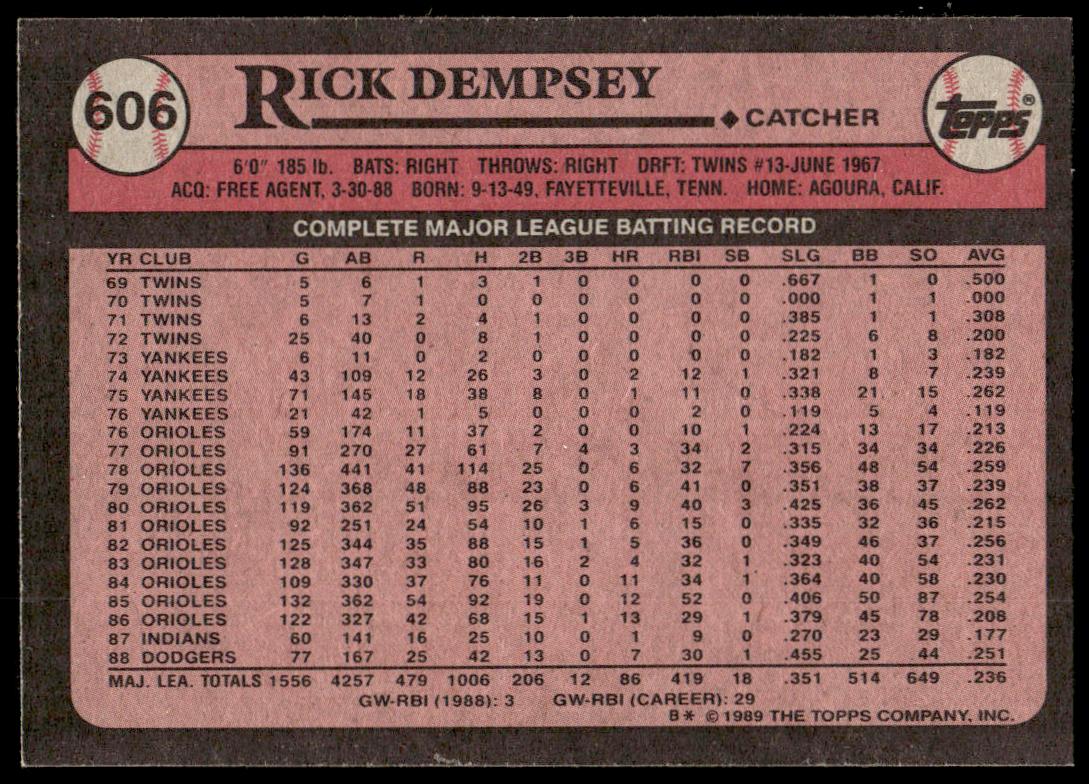 606
RICK DEMPSEY
◆ CATCHER
TOPPS®
6'0" 185 lb. BATS: RIGHT THROWS: RIGHT DRFT: TWINS #13-JUNE 1967
ACQ: FREE AGENT, 3-30-88 BORN: 9-13-49, FAYETTEVILLE, TENN. HOME: AGOURA, CALIF.
COMPLETE MAJOR LEAGUE BATTING RECORD
YR CLUB G AB R H 2B 3B HR RBI SB SLG BB SO AVG
69 TWINS 5 6 1 3 1 0 0 0 0 .667 1 0 .500
70 TWINS 5 7 1 0 0 0 0 0 0 .000 1 1 .000
71 TWINS 6 13 2 4 1 0 0 0 0 .385 1 1 .308
72 TWINS 25 40 0 8 1 0 0 0 0 .225 6 8 .200
73 YANKEES 6 11 0 2 0 0 0 0 0 .182 1 3 .182
74 YANKEES 43 109 12 26 3 0 2 12 1 .321 8 7 .239
75 YANKEES 71 145 18 38 8 0 1 11 0 .338 21 15 .262
76 YANKEES 21 42 1 5 0 0 0 2 0 .119 5 4 .119
76 ORIOLES 59 174 11 37 2 0 0 10 1 .224 13 17 .213
77 ORIOLES 91 270 27 61 7 4 3 34 2 .315 34 34 .226
78 ORIOLES 136 441 41 114 25 0 6 32 7 .356 48 54 .259
79 ORIOLES 124 368 48 88 23 0 6 41 0 .351 38 37 .239
80 ORIOLES 119 362 51 95 26 3 9 40 3 .425 36 45 .262
81 ORIOLES 92 251 24 54 10 1 6 15 0 .335 32 36 .215
82 ORIOLES 125 344 35 88 15 1 5 36 0 .349 46 37 .256
83 ORIOLES 128 347 33 80 16 2 4 32 1 .323 40 54 .231
84 ORIOLES 109 330 37 76 11 0 11 34 1 .364 40 58 .230
85 ORIOLES 132 362 54 92 19 0 12 52 0 .406 50 87 .254
86 ORIOLES 122 327 42 68 15 1 13 29 1 .379 45 78 .208
87 INDIANS 60 141 16 25 10 0 1 9 0 .270 23 29 .177
88 DODGERS 77 167 25 42 13 0 7 30 1 .455 25 44 .251
MAJ. LEA. TOTALS 1556 4257 479 1006 206 12 86 419 18 .351 514 649 .236
GW-RBI (1988): 3 GW-RBI (CAREER): 29
B* © 1989 THE TOPPS COMPANY, INC.